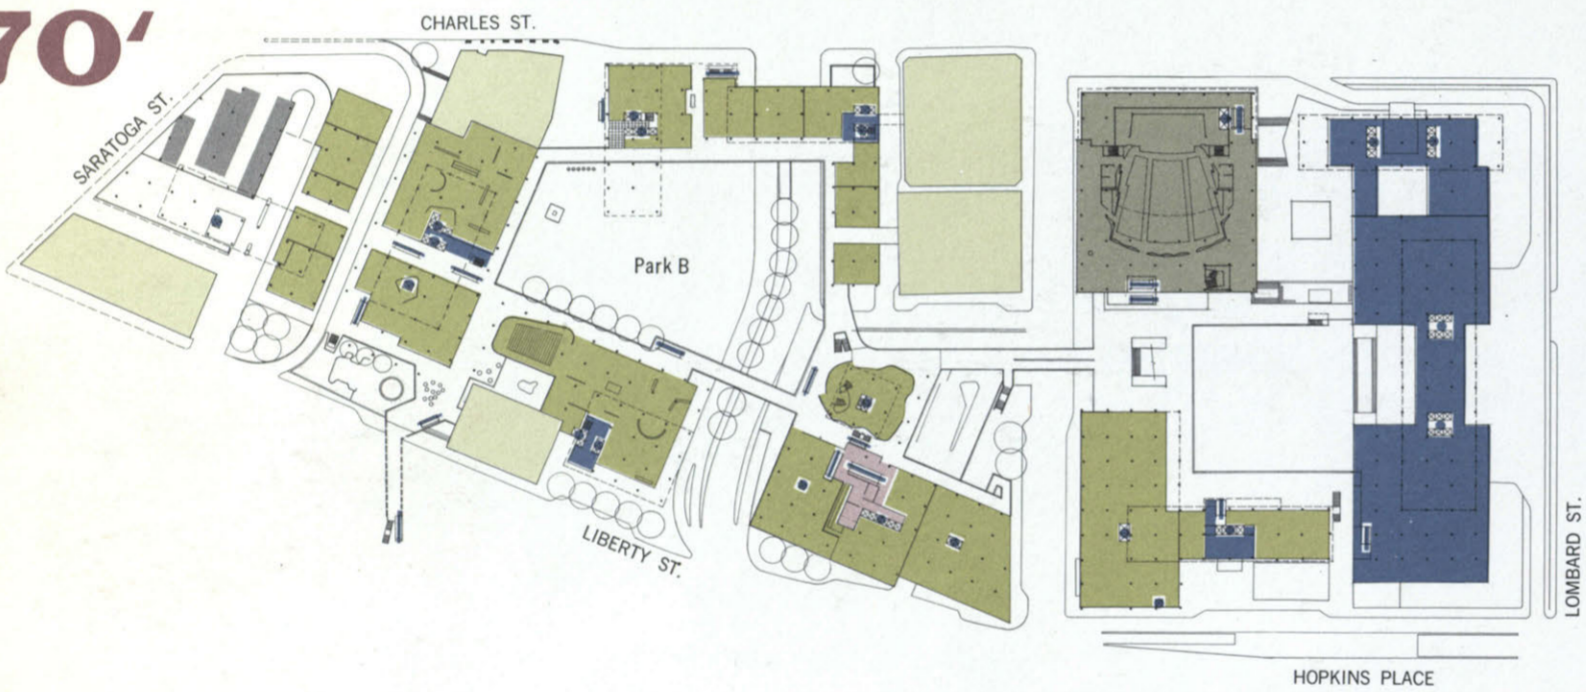 70'
CHARLES ST.
SARATOGA ST.
Park B
LIBERTY ST.
LOMBARD ST.
HOPKINS PLACE